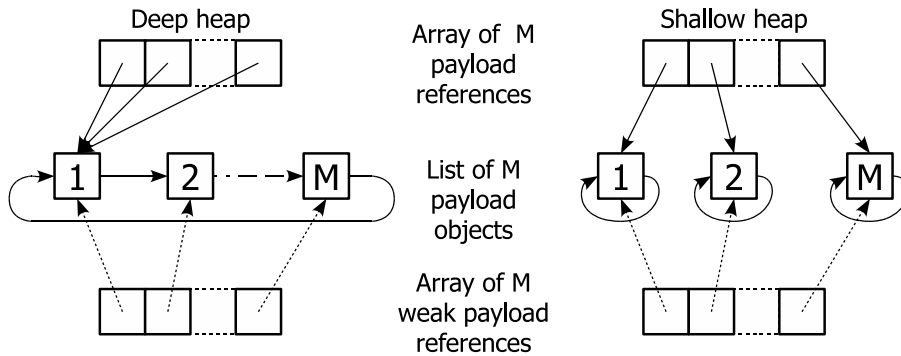 Deep heap
Array of M
payload
references
Shallow heap
1
2
M
List of M
payload
objects
1
2
M
Array of M
weak payload
references